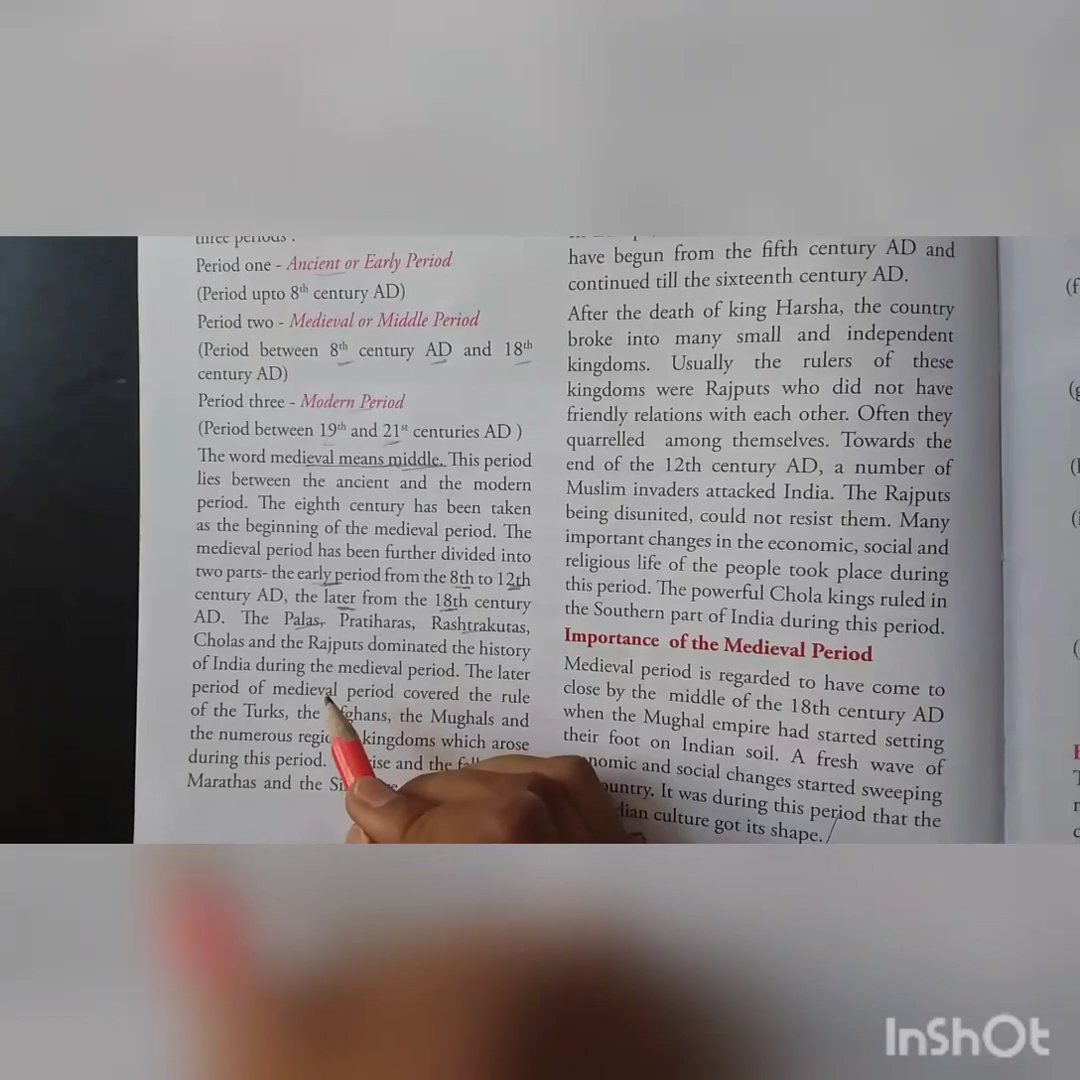 three periods :
Period one - Ancient or Early Period
(Period upto 8th century AD)
Period two - Medieval or Middle Period
(Period between 8th century AD and 18th
century AD)
Period three - Modern Period
(Period between 19th and 21st centuries AD )
The word medieval means middle. This period
lies between the ancient and the modern
period. The eighth century has been taken
as the beginning of the medieval period. The
medieval period has been further divided into
two parts- the early period from the 8th to 12th
century AD, the later from the 18th century
AD. The Palas, Pratiharas, Rashtrakutas,
Cholas and the Rajputs dominated the history
of India during the medieval period. The later
period of medieval period covered the rule
of the Turks, the Afghans, the Mughals and
the numerous regional kingdoms which arose
during this period. rise and the
Marathas and the
have begun from the fifth century AD and
continued till the sixteenth century AD.
After the death of king Harsha, the country
broke into many small and independent
kingdoms. Usually the rulers of these
kingdoms were Rajputs who did not have
friendly relations with each other. Often they
quarrelled among themselves. Towards the
end of the 12th century AD, a number of
Muslim invaders attacked India. The Rajputs
being disunited, could not resist them. Many
important changes in the economic, social and
religious life of the people took place during
this period. The powerful Chola kings ruled in
the Southern part of India during this period.
Importance of the Medieval Period
Medieval period is regarded to have come to
close by the middle of the 18th century AD
when the Mughal empire had started setting
their foot on Indian soil. A fresh wave of
and social changes started sweeping
country. It was during this period that the
culture got its shape.
(f
(g
InShOt